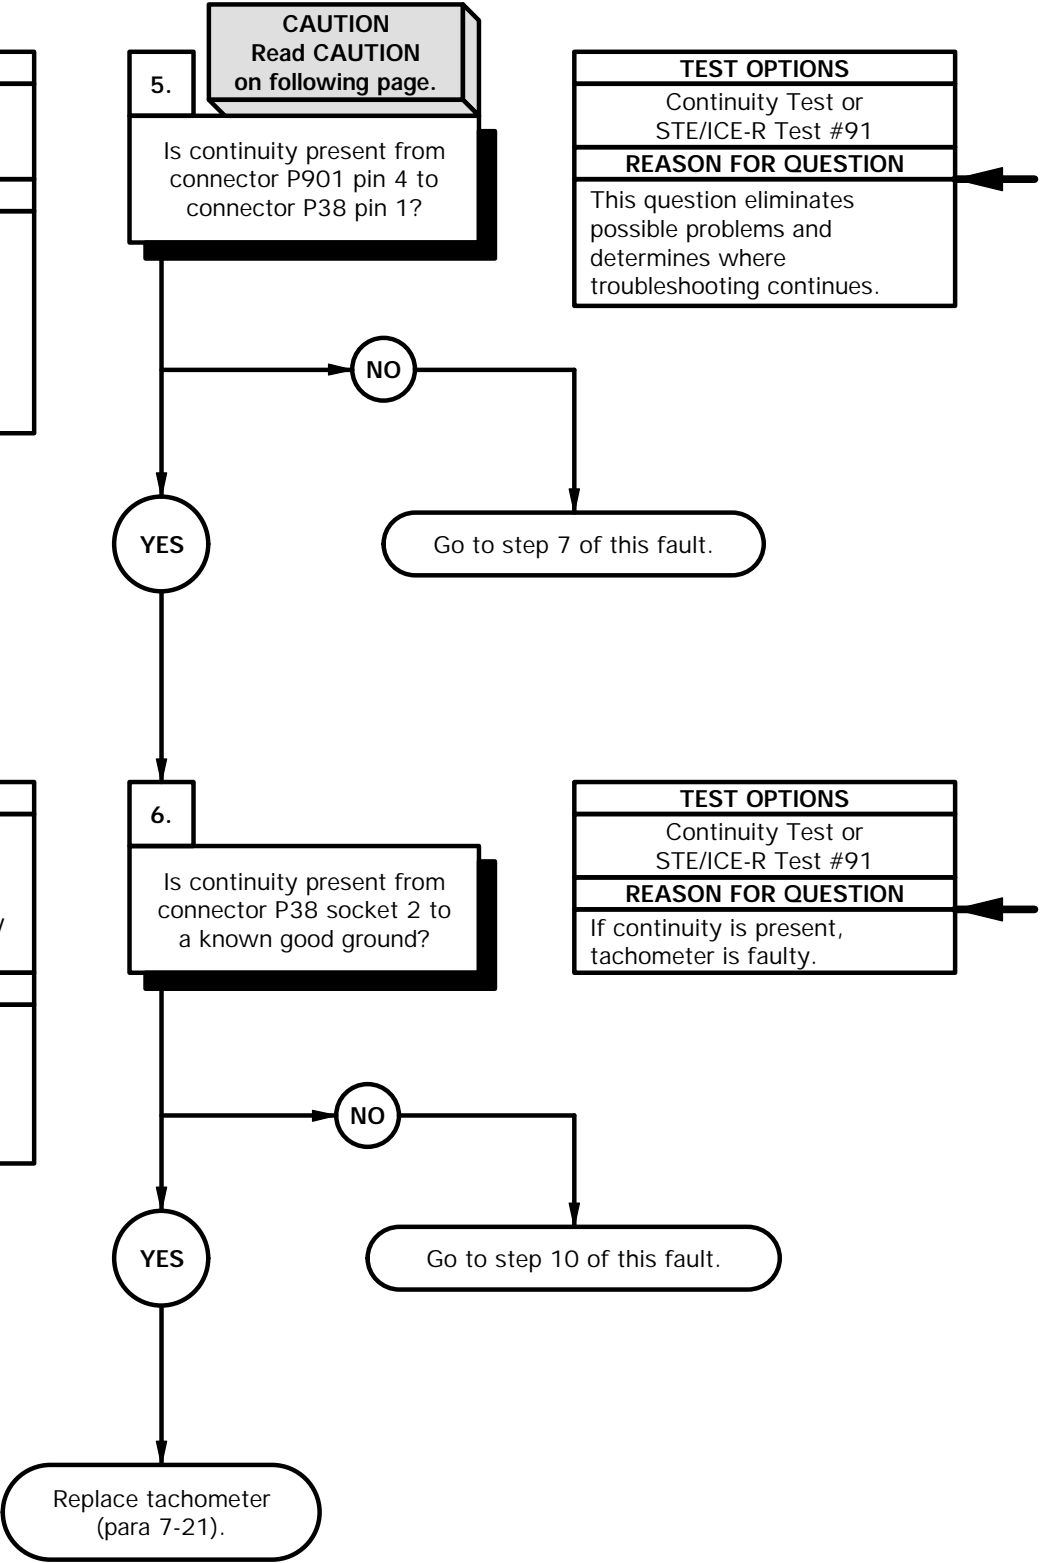 CAUTION
Read CAUTION
on following page.
5.
Is continuity present from
connector P901 pin 4 to
connector P38 pin 1?
TEST OPTIONS
Continuity Test or
STE/ICE-R Test #91
REASON FOR QUESTION
This question eliminates
possible problems and
determines where
troubleshooting continues.
NO
YES
Go to step 7 of this fault.
6.
Is continuity present from
connector P38 socket 2 to
a known good ground?
TEST OPTIONS
Continuity Test or
STE/ICE-R Test #91
REASON FOR QUESTION
If continuity is present,
tachometer is faulty.
NO
YES
Go to step 10 of this fault.
Replace tachometer
(para 7-21).